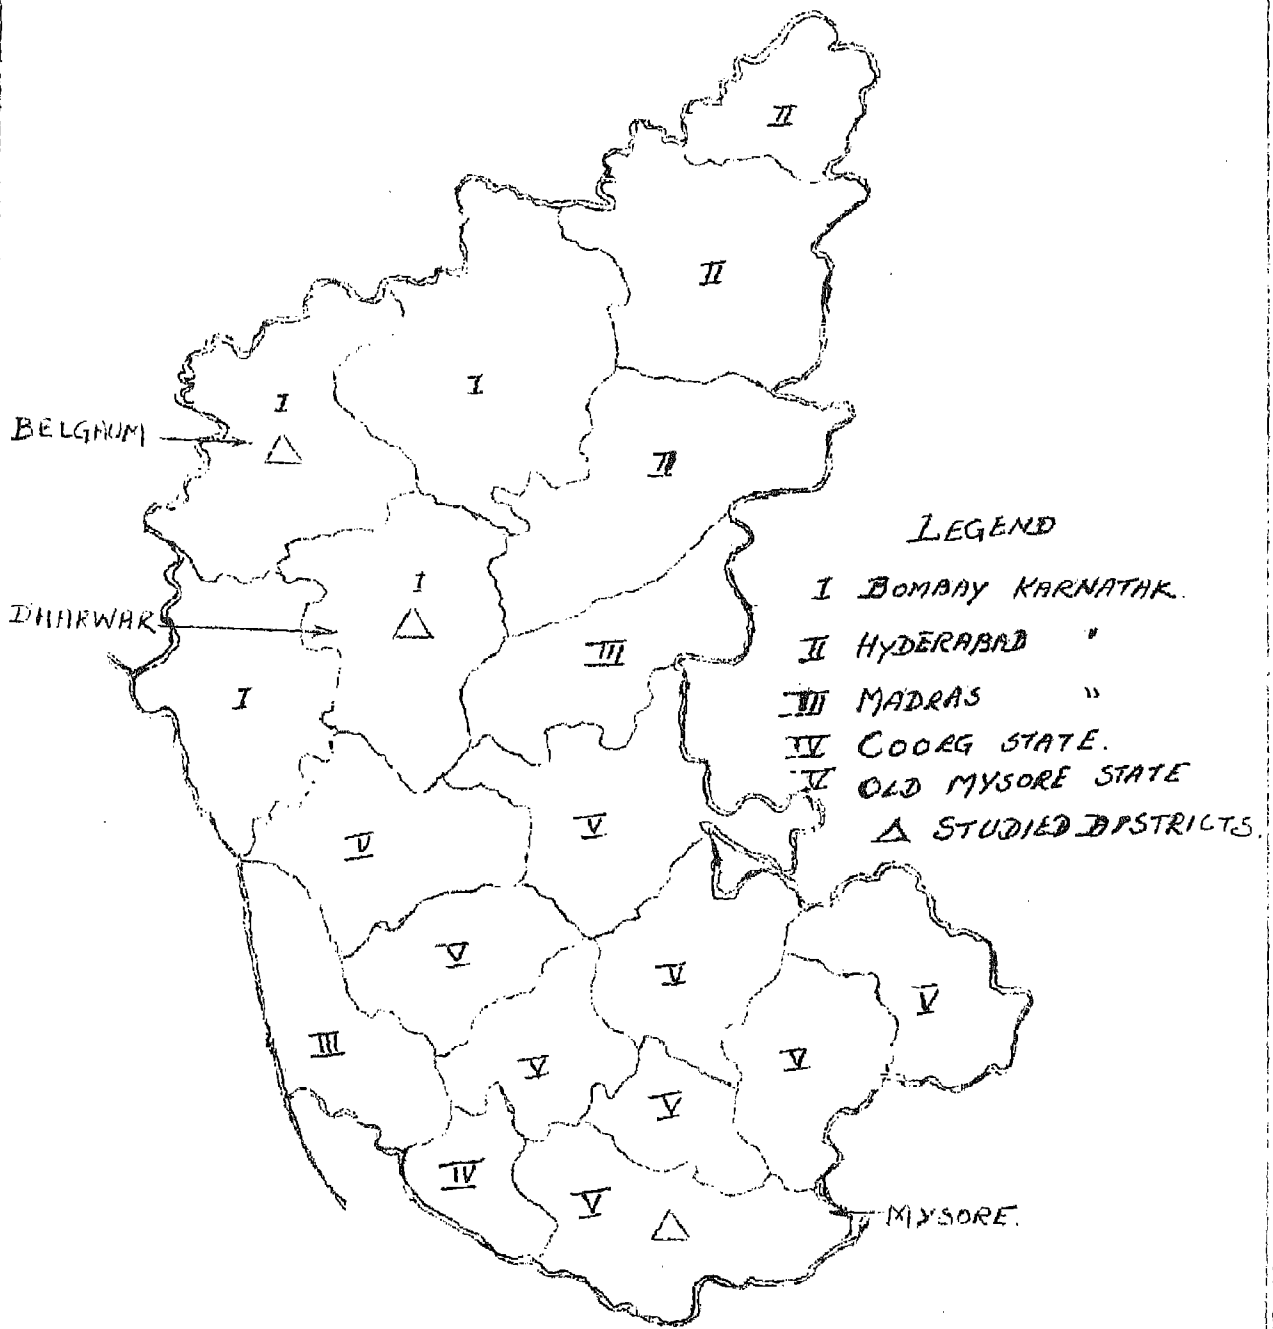 II
II
I
I
BELGAUM
II
LEGEND
I BOMBAY KARNATAK.
I
DHARWAR
II HYDERABAD "
III
III MADRAS "
I
IV COORG STATE.
V OLD MYSORE STATE
V
V
△ STUDIED DISTRICTS.
V
V
V
III
V
V
V
IV
V
MYSORE.